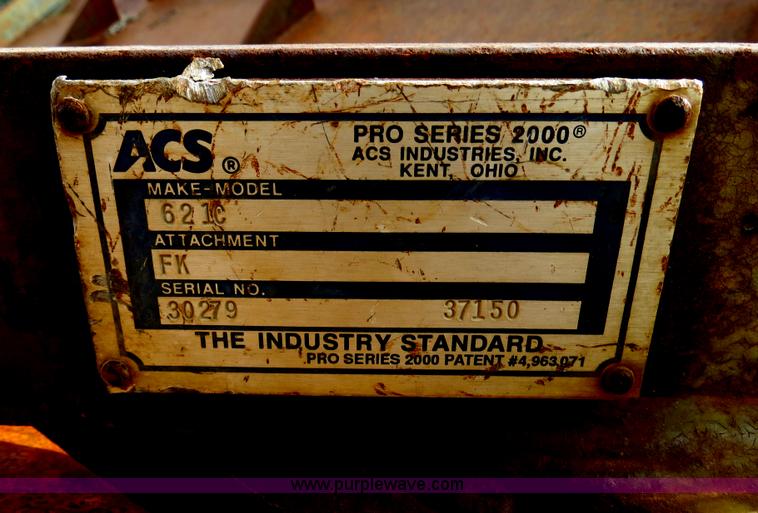 ACS®
PRO SERIES 2000®
ACS INDUSTRIES, INC.
KENT, OHIO
MAKE-MODEL
621C
ATTACHMENT
FK
SERIAL NO.
30279 37150
THE INDUSTRY STANDARD
PRO SERIES 2000 PATENT #4,963,071
www.purplewave.com